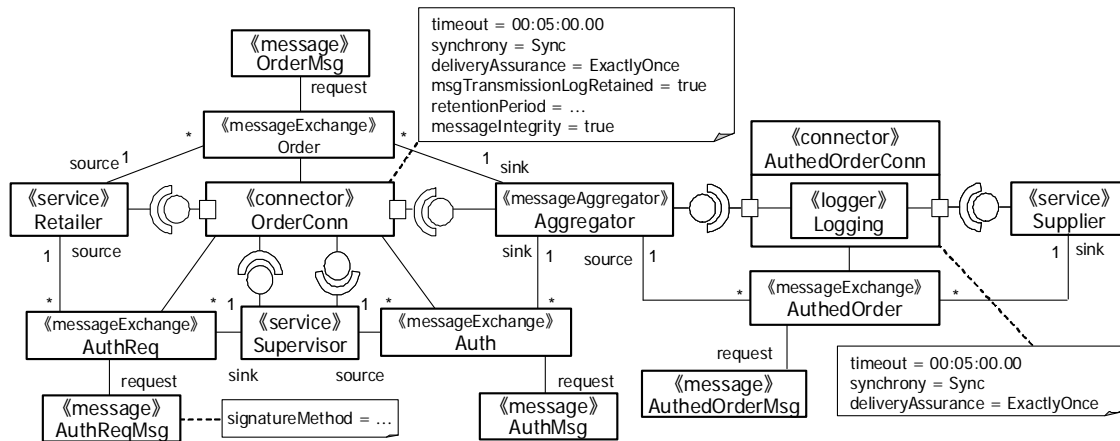 timeout = 00:05:00.00
synchrony = Sync
deliveryAssurance = ExactlyOnce
msgTransmissionLogRetained = true
retentionPeriod = ...
messageIntegrity = true
《message》
OrderMsg
request
《messageExchange》
Order
*
*
source
1
1
sink
《service》
Retailer
《connector》
OrderConn
《messageAggregator》
Aggregator
《connector》
AuthedOrderConn
《logger》
Logging
《service》
Supplier
1
source
sink
1
source
1
1
sink
*
*
1
1
*
*
*
*
《messageExchange》
AuthReq
《service》
Supervisor
《messageExchange》
Auth
《messageExchange》
AuthedOrder
sink
source
request
request
request
《message》
AuthReqMsg
signatureMethod = ...
《message》
AuthMsg
《message》
AuthedOrderMsg
timeout = 00:05:00.00
synchrony = Sync
deliveryAssurance = ExactlyOnce